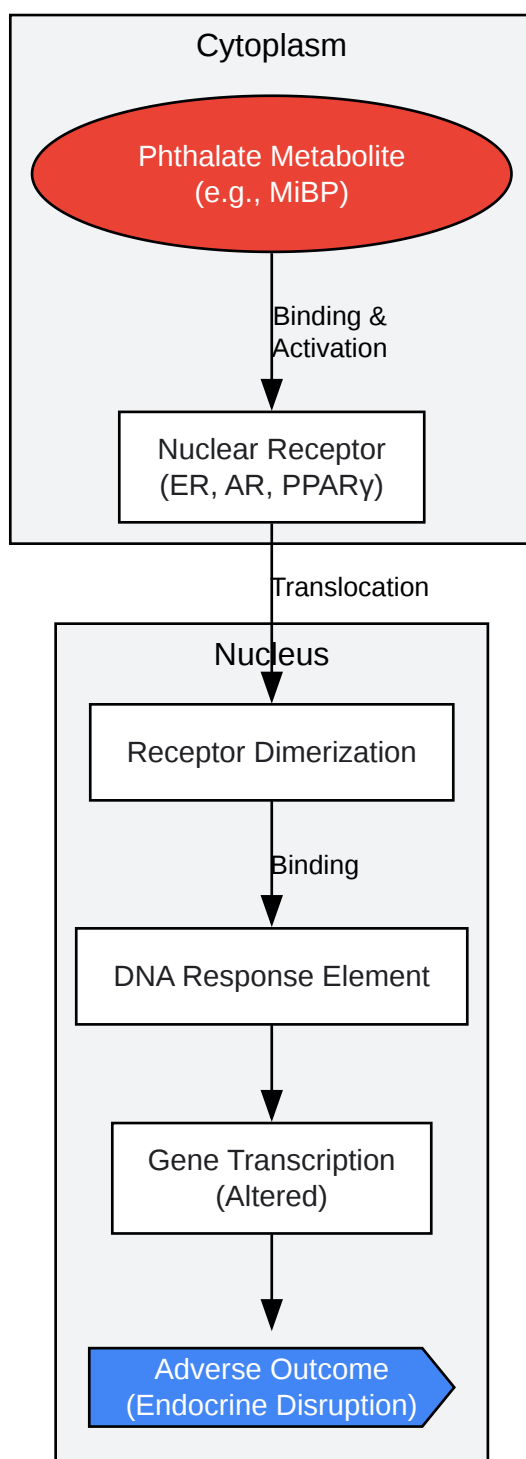 Cytoplasm
Phthalate Metabolite
(e.g., MiBP)
Binding &
Activation
Nuclear Receptor
(ER, AR, PPARγ)
Translocation
Nucleus
Receptor Dimerization
Binding
DNA Response Element
Gene Transcription
(Altered)
Adverse Outcome
(Endocrine Disruption)